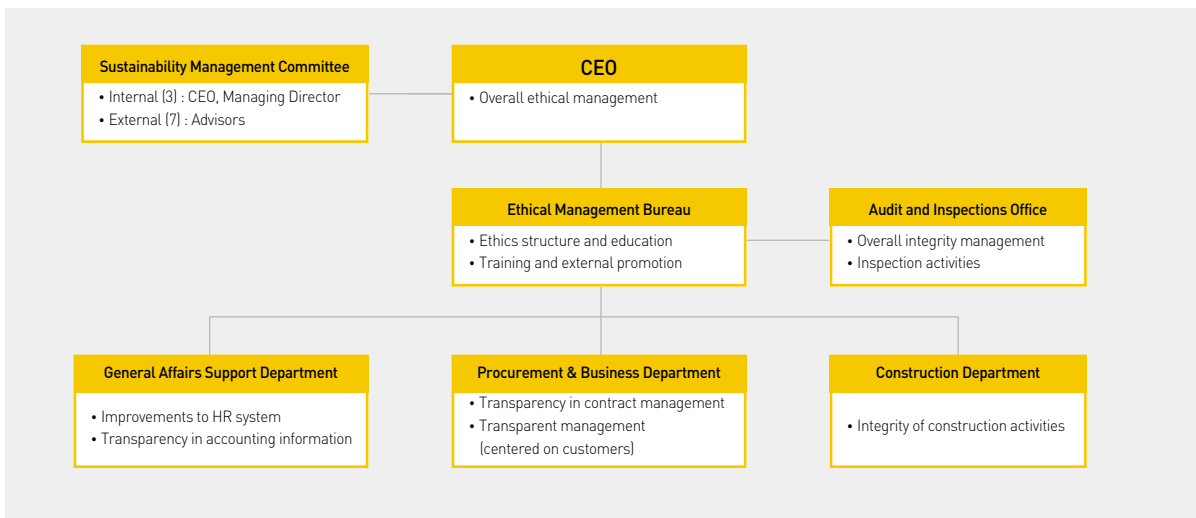 Sustainability Management Committee
• Internal (3) : CEO, Managing Director
• External (7) : Advisors
CEO
• Overall ethical management
Ethical Management Bureau
• Ethics structure and education
• Training and external promotion
Audit and Inspections Office
• Overall integrity management
• Inspection activities
General Affairs Support Department
• Improvements to HR system
• Transparency in accounting information
Procurement & Business Department
• Transparency in contract management
• Transparent management
(centered on customers)
Construction Department
• Integrity of construction activities